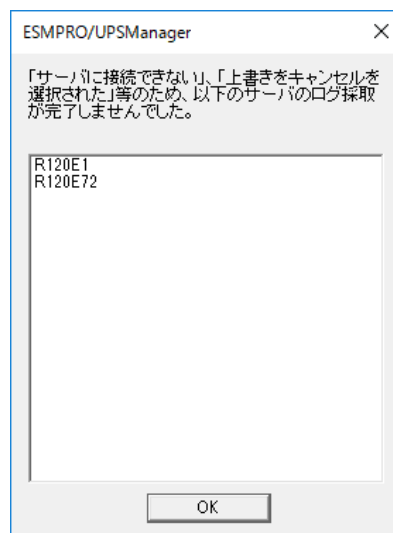 ESMPRO/UPSManager
「サーバに接続できない」、「上書きをキャンセルを
選択された」等のため、以下のサーバのログ採取
が完了しませんでした。
R120E1
R120E72
OK